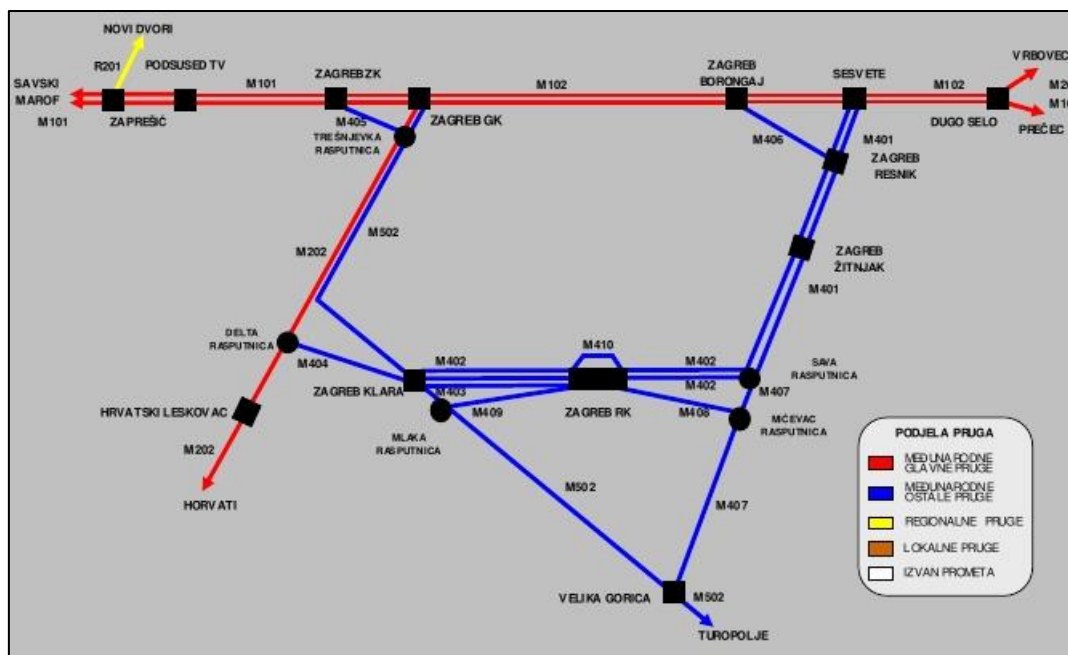 NOVI DVORI
R201
PODSUSED TV
SAVSKI
MAROF
M101
ZAPREŠIĆ
M101
ZAGREB ZK
M405
TREŠNJEVKA
RASPUTNICA
ZAGREB GK
M102
ZAGREB
BORONGAJ
SESVETE
M102
DUGO SELO
VRBOVEC
PREČEC
M406
M401
ZAGREB
RESNIK
ZAGREB
ŽITNJAK
M401
M502
M202
DELTA
RASPUTNICA
M404
M410
M402
M402
M402
SAVA
RASPUTNICA
ZAGREB KLARA
M403
M409
ZAGREB RK
M408
M407
MIČEVAC
RASPUTNICA
HRVATSKI LESKOVAC
MLAKA
RASPUTNICA
M202
HORVATI
M502
M407
VELIKA GORICA
M502
TUROPOLJE
PODJELA PRUGA
MEĐUNARODNE
GLAVNE PRUGE
MEĐUNARODNE
OSTALE PRUGE
REGIONALNE PRUGE
LOKALNE PRUGE
IZVAN PROMETA